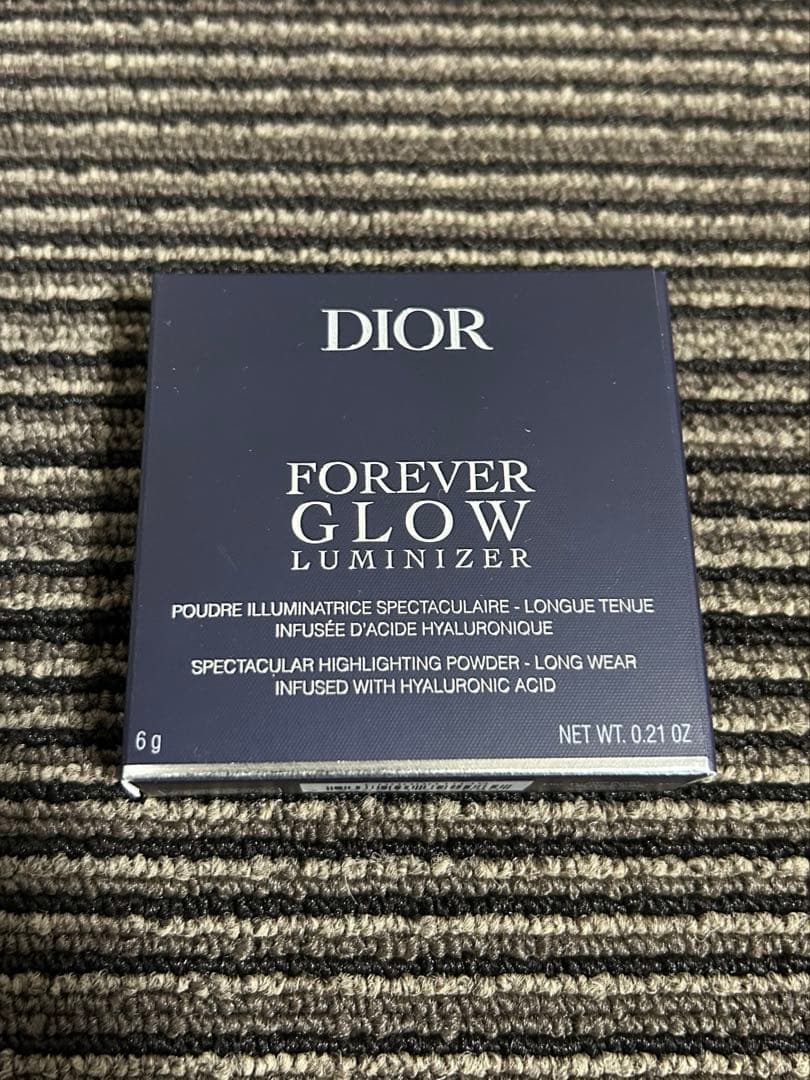 DIOR
FOREVER
GLOW
LUMINIZER
POUDRE ILLUMINATRICE SPECTACULAIRE - LONGUE TENUE
INFUSÉE D'ACIDE HYALURONIQUE
SPECTACULAR HIGHLIGHTING POWDER - LONG WEAR
INFUSED WITH HYALURONIC ACID
6 g
NET WT. 0.21 OZ